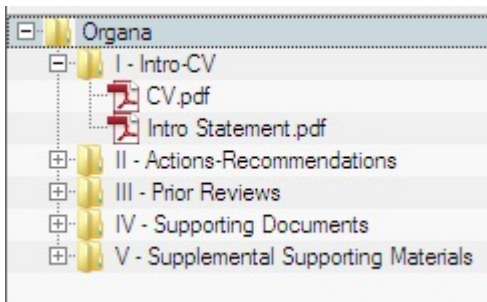 Organa
I - Intro-CV
CV.pdf
Intro Statement.pdf
II - Actions-Recommendations
III - Prior Reviews
IV - Supporting Documents
V - Supplemental Supporting Materials